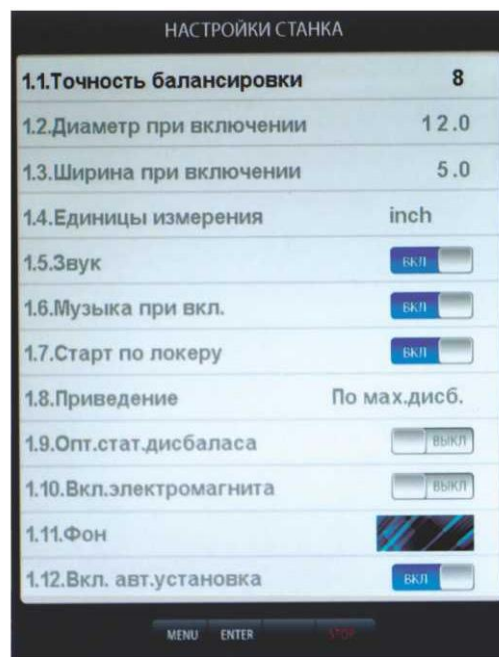 НАСТРОЙКИ СТАНКА
1.1.Точность балансировки 8
1.2.Диаметр при включении 12.0
1.3.Ширина при включении 5.0
1.4.Единицы измерения inch
1.5.Звук ВКЛ
1.6.Музыка при вкл. ВКЛ
1.7.Старт по локеру ВКЛ
1.8.Приведение По мах.дисб.
1.9.Опт.стат.дисбаласа ВЫКЛ
1.10.Вкл.электромагнита ВЫКЛ
1.11.Фон
1.12.Вкл. авт.установка ВКЛ
MENU ENTER STOP